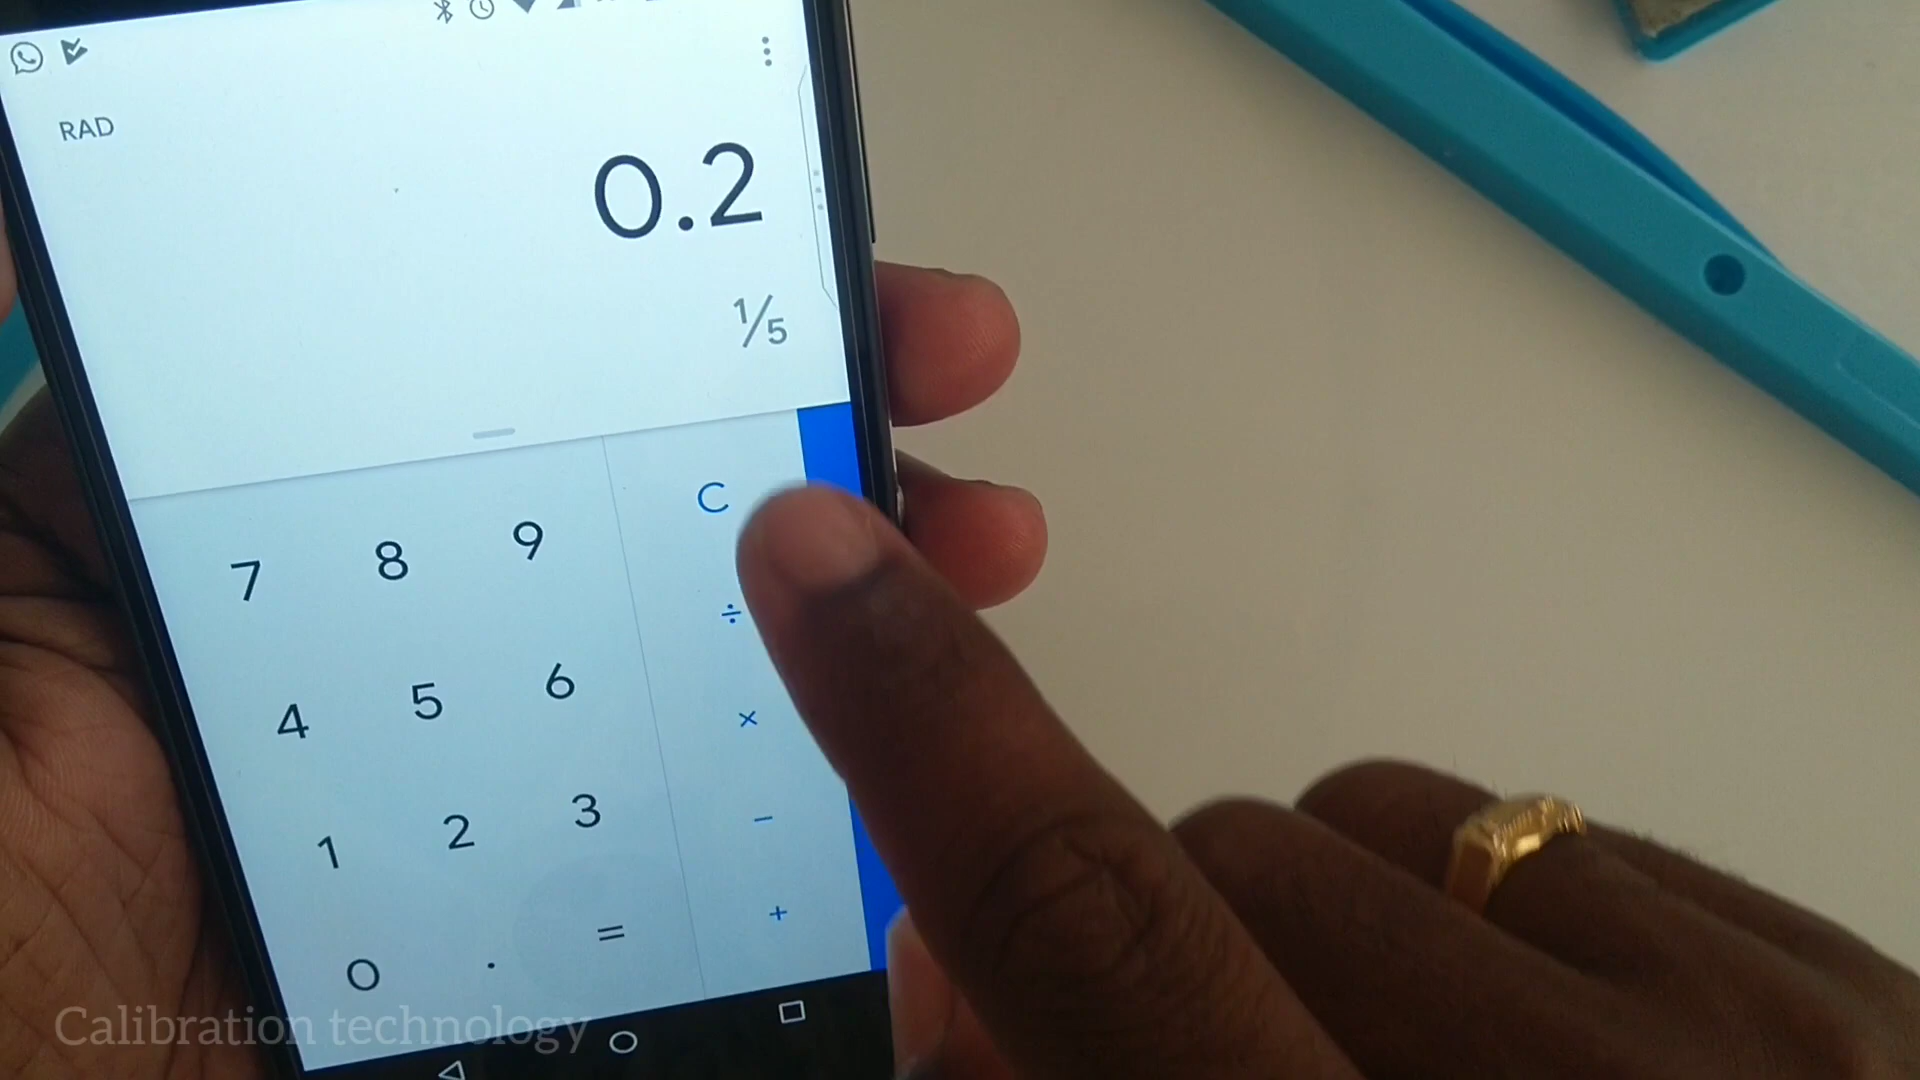 RAD
0.2
1/5
C
7 8 9
÷
4 5 6
×
1 2 3
−
0 . =
+
Calibration technology